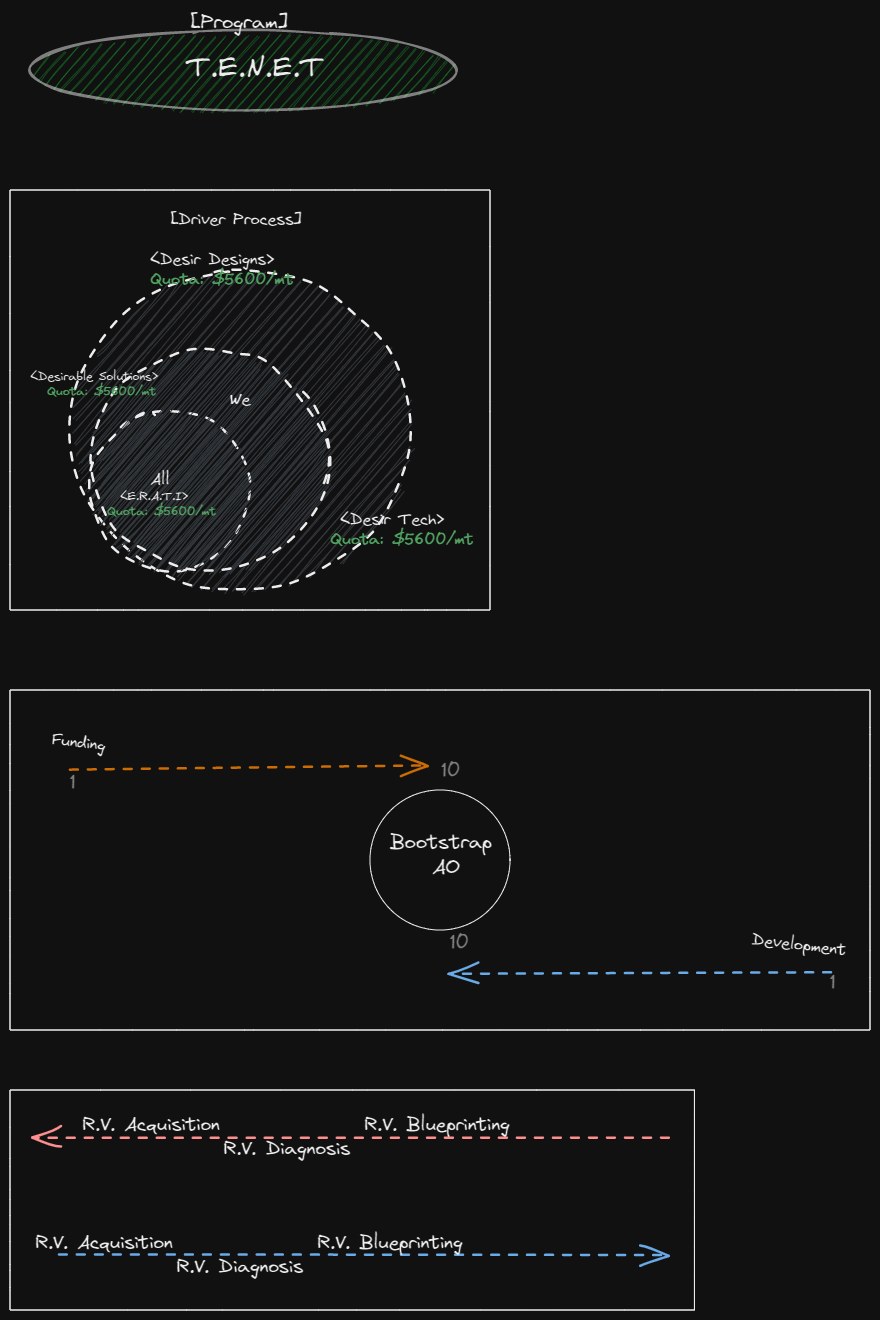 [Program]
T.E.N.E.T
[Driver Process]
<Desir Designs>
Quota: $5600/mt
<Desirable Solutions>
Quota: $5600/mt
We
All
<E.R.A.T.I>
Quota: $5600/mt
<Desir Tech>
Quota: $5600/mt
Funding
1
10
Bootstrap
AO
10
Development
1
R.V. Acquisition
R.V. Blueprinting
R.V. Diagnosis
R.V. Acquisition
R.V. Blueprinting
R.V. Diagnosis